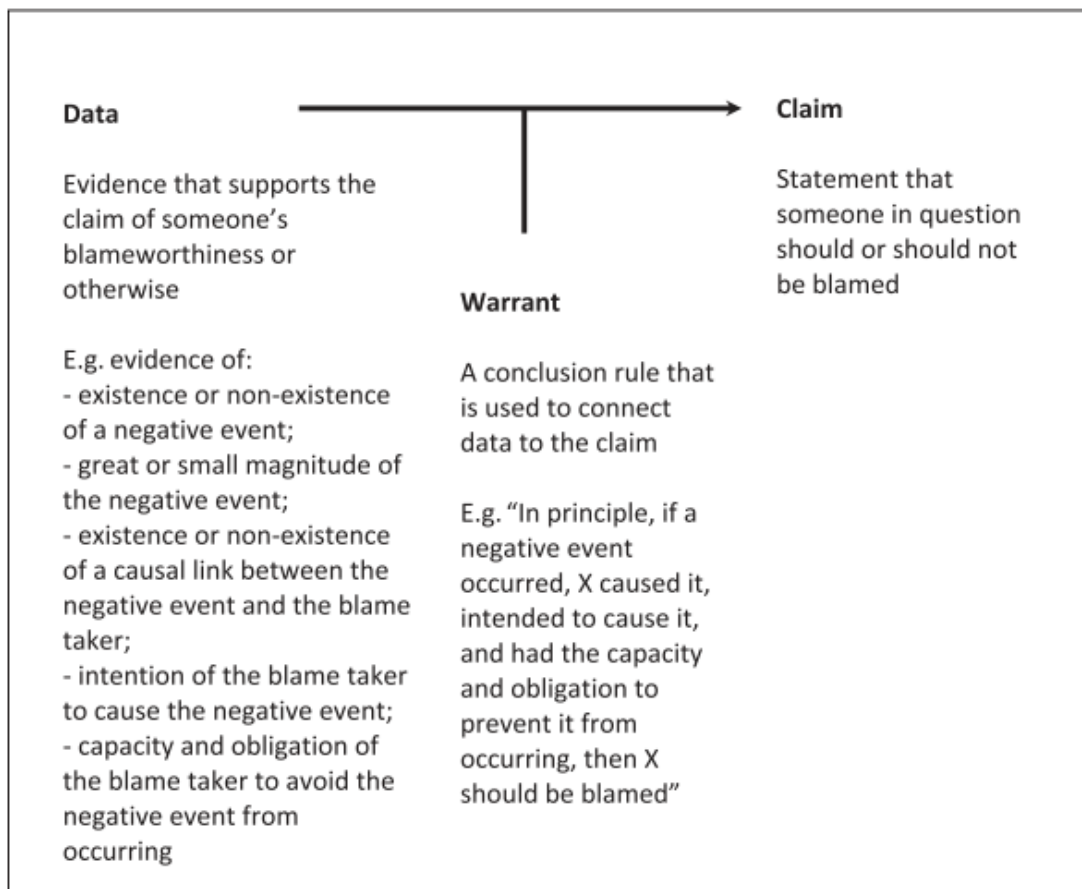 Data
Evidence that supports the
claim of someone's
blameworthiness or
otherwise
E.g. evidence of:
- existence or non-existence
of a negative event;
- great or small magnitude of
the negative event;
- existence or non-existence
of a causal link between the
negative event and the blame
taker;
- intention of the blame taker
to cause the negative event;
- capacity and obligation of
the blame taker to avoid the
negative event from
occurring
Warrant
A conclusion rule that
is used to connect
data to the claim
E.g. “In principle, if a
negative event
occurred, X caused it,
intended to cause it,
and had the capacity
and obligation to
prevent it from
occurring, then X
should be blamed”
Claim
Statement that
someone in question
should or should not
be blamed